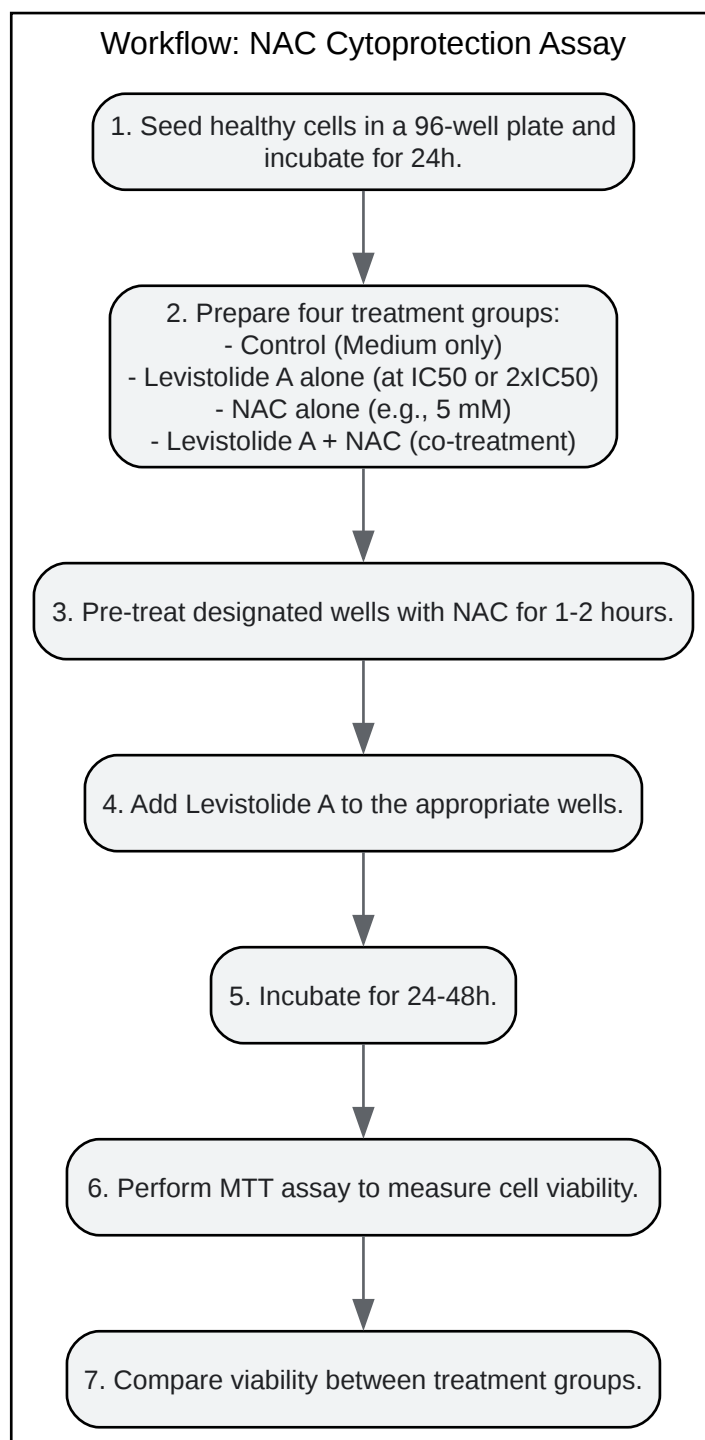 Workflow: NAC Cytoprotection Assay
1. Seed healthy cells in a 96-well plate and
incubate for 24h.
2. Prepare four treatment groups:
- Control (Medium only)
- Levistolide A alone (at IC50 or 2xIC50)
- NAC alone (e.g., 5 mM)
- Levistolide A + NAC (co-treatment)
3. Pre-treat designated wells with NAC for 1-2 hours.
4. Add Levistolide A to the appropriate wells.
5. Incubate for 24-48h.
6. Perform MTT assay to measure cell viability.
7. Compare viability between treatment groups.